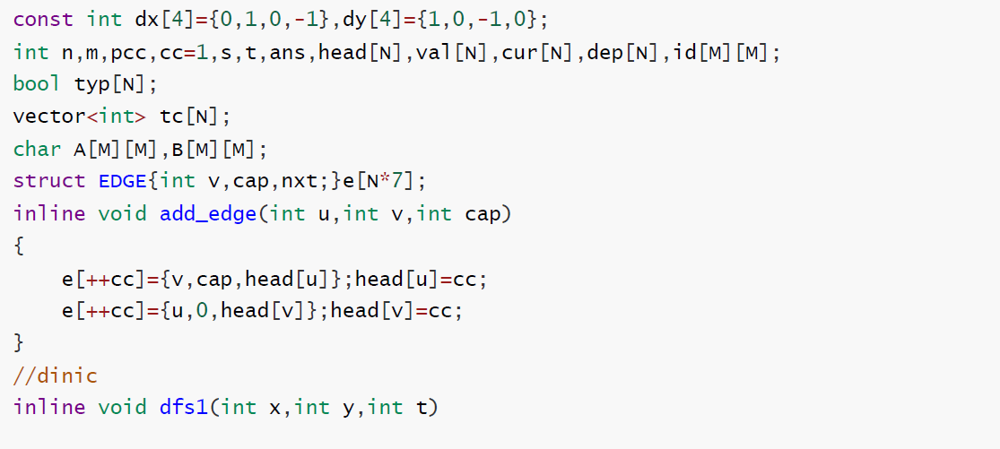 const int dx[4]={0,1,0,-1},dy[4]={1,0,-1,0};
int n,m,pcc,cc=1,s,t,ans,head[N],val[N],cur[N],dep[N],id[M][M];
bool typ[N];
vector<int> tc[N];
char A[M][M],B[M][M];
struct EDGE{int v,cap,nxt;}e[N*7];
inline void add_edge(int u,int v,int cap)
{
    e[++cc]={v,cap,head[u]};head[u]=cc;
    e[++cc]={u,0,head[v]};head[v]=cc;
}
//dinic
inline void dfs1(int x,int y,int t)